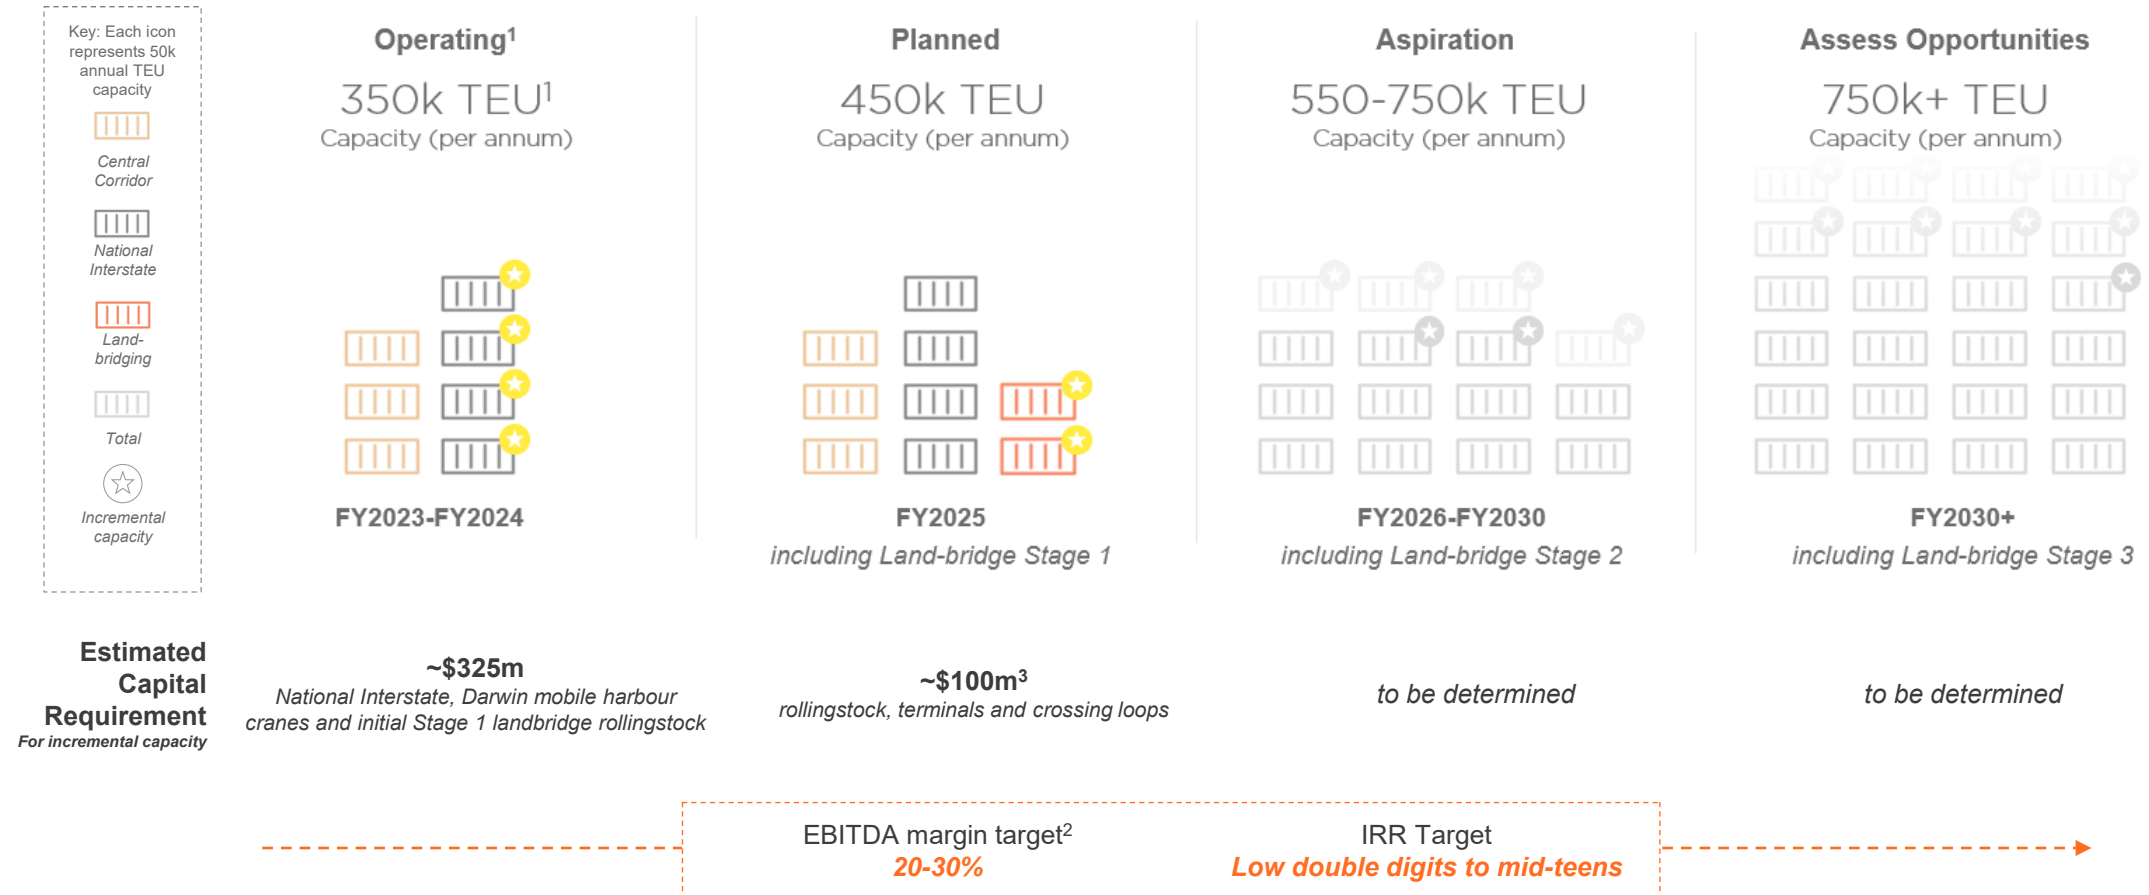 Key: Each icon
represents 50k
annual TEU
capacity
Central
Corridor
National
Interstate
Land-
bridging
Total
Incremental
capacity
Operating¹
350k TEU¹
Capacity (per annum)
FY2023-FY2024
Planned
450k TEU
Capacity (per annum)
FY2025
including Land-bridge Stage 1
Aspiration
550-750k TEU
Capacity (per annum)
FY2026-FY2030
including Land-bridge Stage 2
Assess Opportunities
750k+ TEU
Capacity (per annum)
FY2030+
including Land-bridge Stage 3
Estimated
Capital
Requirement
For incremental capacity
~$325m
National Interstate, Darwin mobile harbour
cranes and initial Stage 1 landbridge rollingstock
~$100m³
rollingstock, terminals and crossing loops
to be determined
to be determined
EBITDA margin target²
20-30%
IRR Target
Low double digits to mid-teens